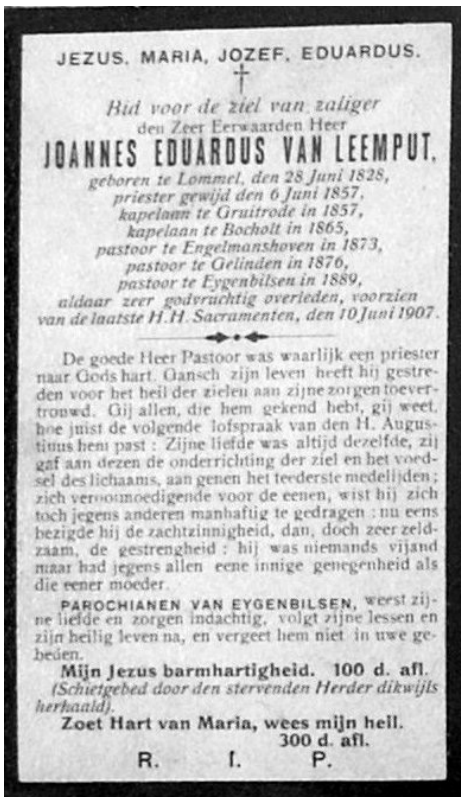 JEZUS, MARIA, JOZEF, EDUARDUS.
Bid voor de ziel van zaliger
den Zeer Eerwaarden Heer
JOANNES EDUARDUS VAN LEEMPUT,
geboren te Lommel, den 28 Juni 1828,
priester gewijd den 6 Juni 1857,
kapelaan te Gruitrode in 1857,
kapelaan te Bocholt in 1865,
pastoor te Engelmanshoven in 1873,
pastoor te Gelinden in 1876,
pastoor te Eygenbilsen in 1889,
aldaar zeer godvruchtig overleden, voorzien
van de laatste H.H. Sacramenten, den 10 Juni 1907.
De goede Heer Pastoor was waarlijk een priester
naar Gods hart. Gansch zijn leven heeft hij gestre-
den voor het heil der zielen aan zijne zorgen toever-
trouwd. Gij allen, die hem gekend hebt, gij weet,
hoe juist de volgende lofspraak van den H. Augus-
tinus hem past : Zijne liefde was altijd dezelfde, zij
gaf aan dezen de onderrichting der ziel en het voed-
sel des lichaams, aan genen het teederste medelijden ;
zich verootmoedigende voor de eenen, wist hij zich
toch jegens anderen manhaftig te gedragen : nu eens
bezigde hij de zachtzinnigheid, dan, doch zeer zeld-
zaam, de gestrengheid : hij was niemands vijand
maar had jegens allen eene innige genegenheid als
die eener moeder.
PAROCHIANEN VAN EYGENBILSEN, weest zij-
ne liefde en zorgen indachtig, volgt zijne lessen en
zijn heilig leven na, en vergeet hem niet in uwe ge-
beden.
Mijn Jezus barmhartigheid. 100 d. afl.
(Schietgebed door den stervenden Herder dikwijls
herhaald).
Zoet Hart van Maria, wees mijn heil.
300 d. afl.
R. I. P.